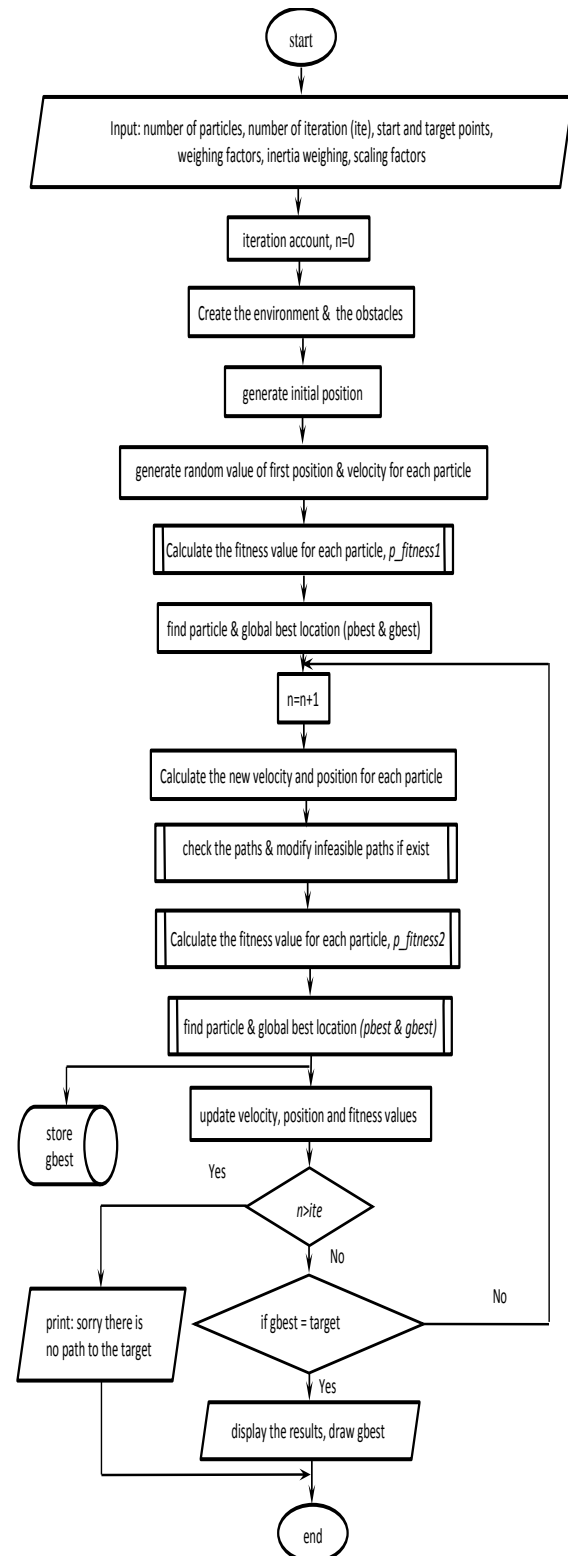 start
Input: number of particles, number of iteration (ite), start and target points,
weighing factors, inertia weighing, scaling factors
iteration account, n=0
Create the environment & the obstacles
generate initial position
generate random value of first position & velocity for each particle
Calculate the fitness value for each particle, p_fitness1
find particle & global best location (pbest & gbest)
n=n+1
Calculate the new velocity and position for each particle
check the paths & modify infeasible paths if exist
Calculate the fitness value for each particle, p_fitness2
find particle & global best location (pbest & gbest)
update velocity, position and fitness values
store
gbest
Yes
n>ite
No
print: sorry there is
no path to the target
if gbest = target
No
Yes
display the results, draw gbest
end